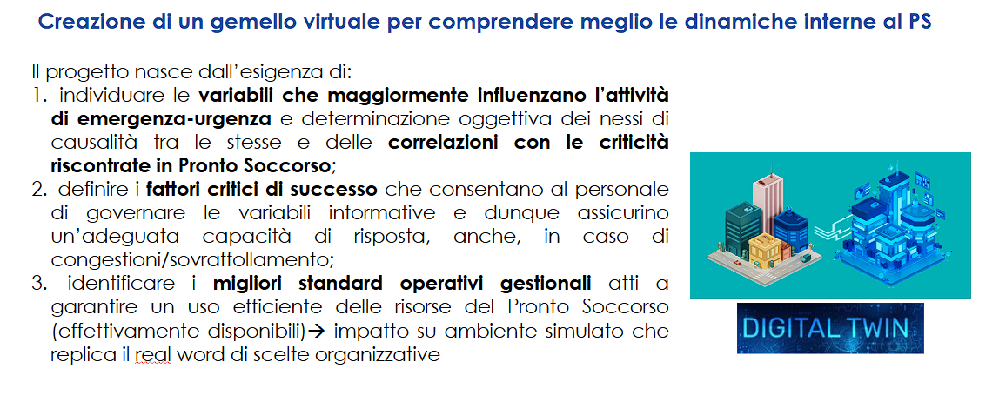 Creazione di un gemello virtuale per comprendere meglio le dinamiche interne al PS
Il progetto nasce dall'esigenza di:
1. individuare le variabili che maggiormente influenzano l'attività
di emergenza-urgenza e determinazione oggettiva dei nessi di
causalità tra le stesse e delle correlazioni con le criticità
riscontrate in Pronto Soccorso;
2. definire i fattori critici di successo che consentano al personale
di governare le variabili informative e dunque assicurino
un'adeguata capacità di risposta, anche, in caso di
congestioni/sovraffollamento;
3. identificare i migliori standard operativi gestionali atti a
garantire un uso efficiente delle risorse del Pronto Soccorso
(effettivamente disponibili)→ impatto su ambiente simulato che
replica il real word di scelte organizzative
DIGITAL TWIN